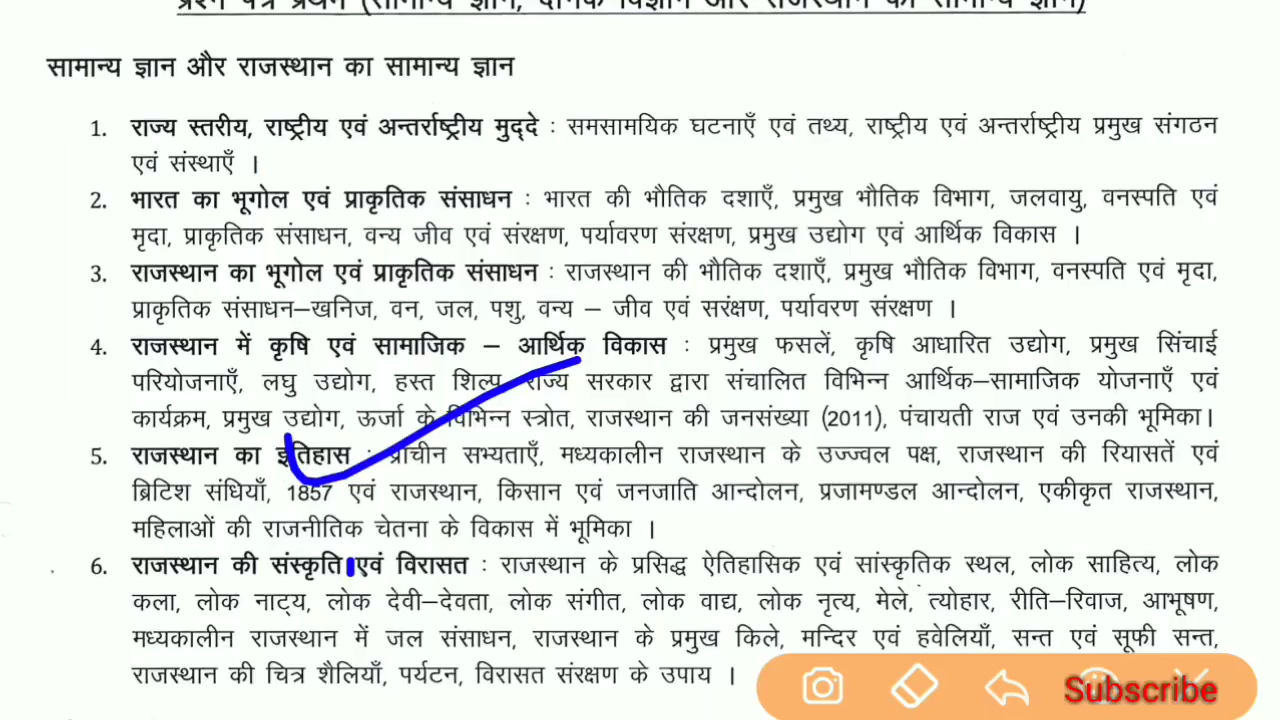 प्रश्न पत्र प्रथम (सामान्य ज्ञान, दैनिक विज्ञान और राजस्थान का सामान्य ज्ञान)
सामान्य ज्ञान और राजस्थान का सामान्य ज्ञान
1. राज्य स्तरीय, राष्ट्रीय एवं अन्तर्राष्ट्रीय मुद्दे : समसामयिक घटनाएँ एवं तथ्य, राष्ट्रीय एवं अन्तर्राष्ट्रीय प्रमुख संगठन
एवं संस्थाएँ ।
2. भारत का भूगोल एवं प्राकृतिक संसाधन : भारत की भौतिक दशाएँ, प्रमुख भौतिक विभाग, जलवायु, वनस्पति एवं
मृदा, प्राकृतिक संसाधन, वन्य जीव एवं संरक्षण, पर्यावरण संरक्षण, प्रमुख उद्योग एवं आर्थिक विकास ।
3. राजस्थान का भूगोल एवं प्राकृतिक संसाधन : राजस्थान की भौतिक दशाएँ, प्रमुख भौतिक विभाग, वनस्पति एवं मृदा,
प्राकृतिक संसाधन–खनिज, वन, जल, पशु, वन्य – जीव एवं सरंक्षण, पर्यावरण संरक्षण ।
4. राजस्थान में कृषि एवं सामाजिक – आर्थिक विकास : प्रमुख फसलें, कृषि आधारित उद्योग, प्रमुख सिंचाई
परियोजनाएँ, लघु उद्योग, हस्त शिल्प, राज्य सरकार द्वारा संचालित विभिन्न आर्थिक–सामाजिक योजनाएँ एवं
कार्यक्रम, प्रमुख उद्योग, ऊर्जा के विभिन्न स्त्रोत, राजस्थान की जनसंख्या (2011), पंचायती राज एवं उनकी भूमिका।
5. राजस्थान का इतिहास : प्राचीन सभ्यताएँ, मध्यकालीन राजस्थान के उज्ज्वल पक्ष, राजस्थान की रियासतें एवं
ब्रिटिश संधियाँ, 1857 एवं राजस्थान, किसान एवं जनजाति आन्दोलन, प्रजामण्डल आन्दोलन, एकीकृत राजस्थान,
महिलाओं की राजनीतिक चेतना के विकास में भूमिका ।
6. राजस्थान की संस्कृति एवं विरासत : राजस्थान के प्रसिद्ध ऐतिहासिक एवं सांस्कृतिक स्थल, लोक साहित्य, लोक
कला, लोक नाट्य, लोक देवी–देवता, लोक संगीत, लोक वाद्य, लोक नृत्य, मेले, त्योहार, रीति–रिवाज, आभूषण,
मध्यकालीन राजस्थान में जल संसाधन, राजस्थान के प्रमुख किले, मन्दिर एवं हवेलियाँ, सन्त एवं सूफी सन्त,
राजस्थान की चित्र शैलियाँ, पर्यटन, विरासत संरक्षण के उपाय ।
Subscribe